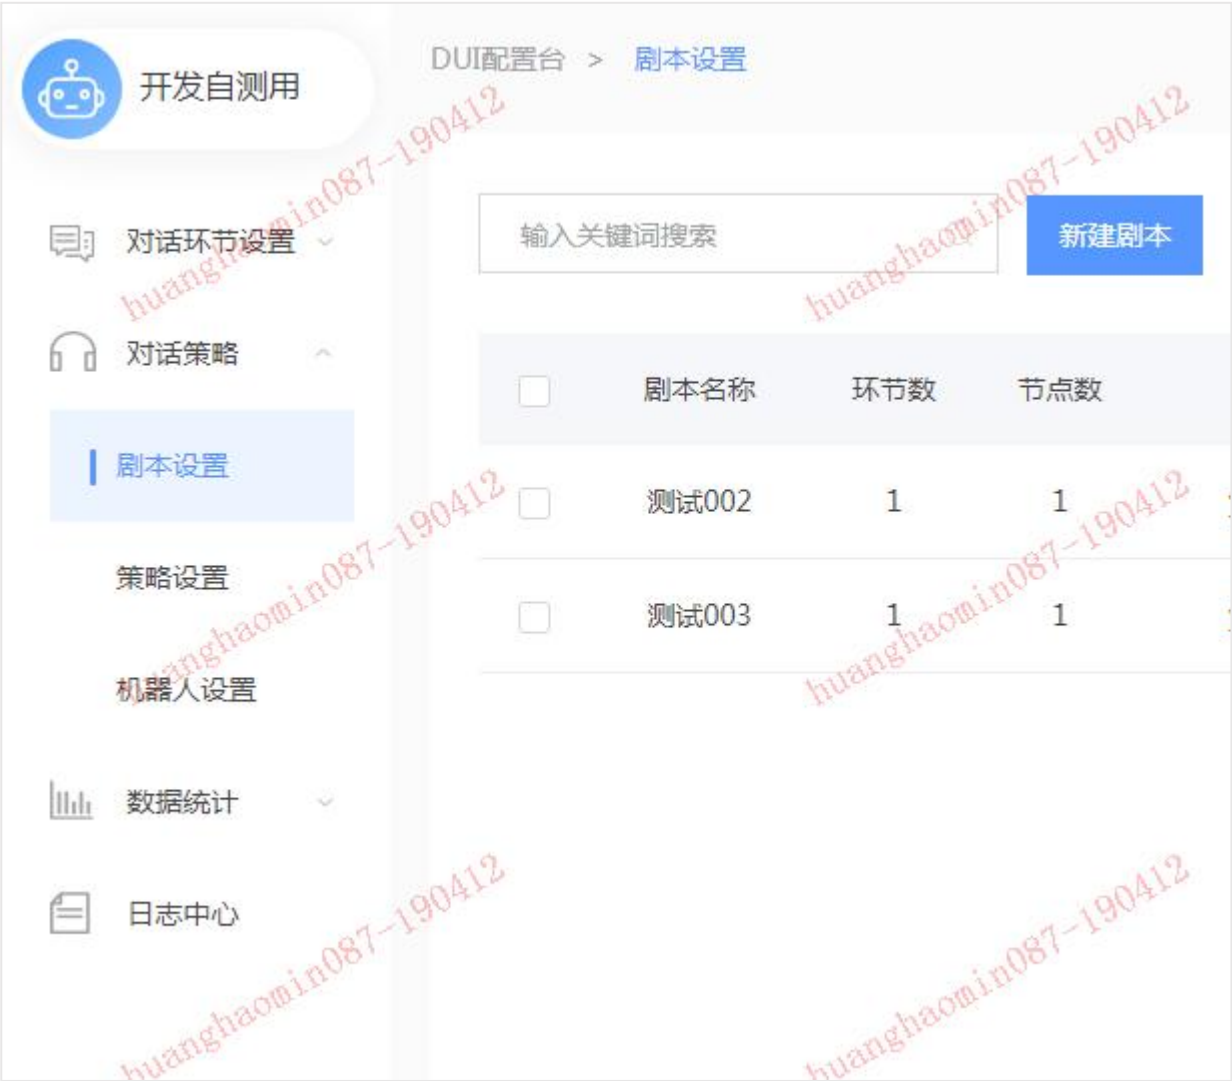 开发自测用
DUI配置台 > 剧本设置
对话环节设置
对话策略
剧本设置
策略设置
机器人设置
数据统计
日志中心
输入关键词搜索
新建剧本
剧本名称 环节数 节点数
测试002 1 1
测试003 1 1
huanghaomin087-190412
huanghaomin087-190412
huanghaomin087-190412
huanghaomin087-190412
huanghaomin087-190412
huanghaomin087-190412